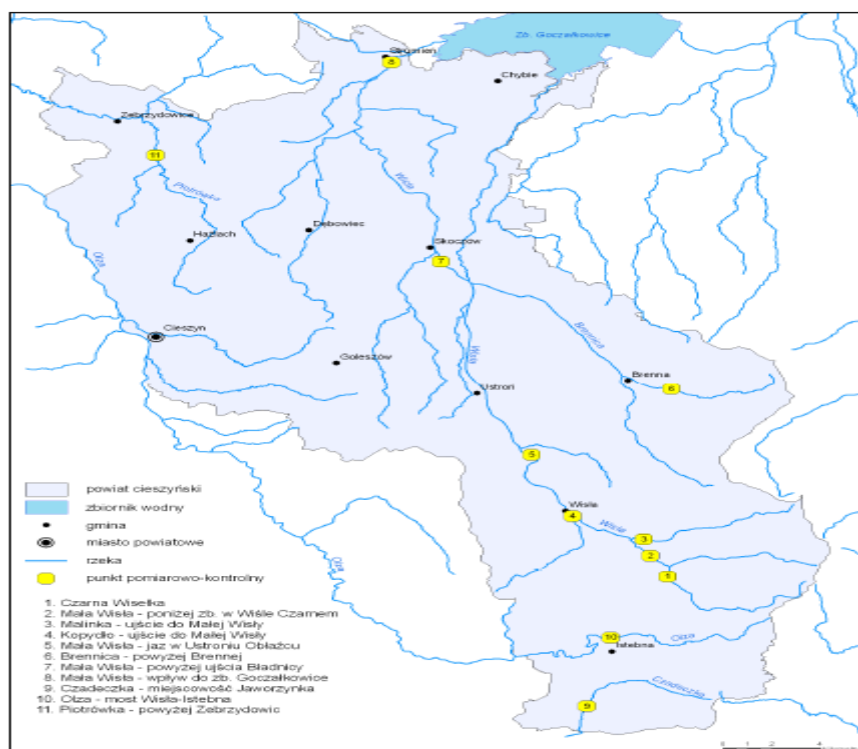 Zb. Goczałkowice
Strumień
8
Chybie
Zebrzydowice
11
Piotrówka
Wisła
Hażlach
Dębowiec
Skoczów
7
Olza
Cieszyn
Brennica
Wisła
Goleszów
Brenna
6
Ustroń
5
powiat cieszyński
zbiornik wodny
gmina
miasto powiatowe
rzeka
punkt pomiarowo-kontrolny
Wisła
4
Wisła
3
2
1
Olza
10
Olza
Istebna
Czadeczka
9
1. Czarna Wisełka
2. Mała Wisła - poniżej zb. w Wiśle Czarnem
3. Malinka - ujście do Małej Wisły
4. Kopydło - ujście do Małej Wisły
5. Mała Wisła - jaz w Ustroniu Obłaźcu
6. Brennica - powyżej Brennej
7. Mała Wisła - powyżej ujścia Bładnicy
8. Mała Wisła - wpływ do zb. Goczałkowice
9. Czadeczka - miejscowość Jaworzynka
10. Olza - most Wisła-Istebna
11. Piotrówka - powyżej Zebrzydowic
0 1 2 4